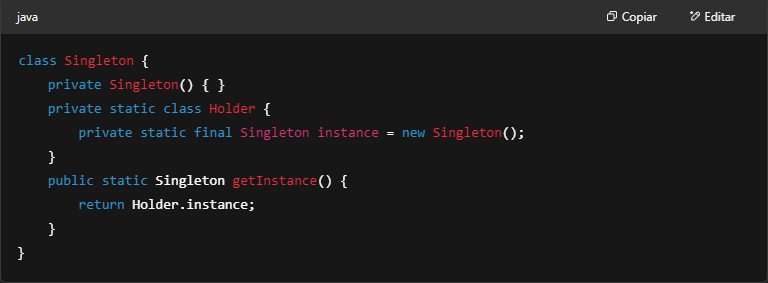 java Copiar Editar
class Singleton {
    private Singleton() { }
    private static class Holder {
        private static final Singleton instance = new Singleton();
    }
    public static Singleton getInstance() {
        return Holder.instance;
    }
}